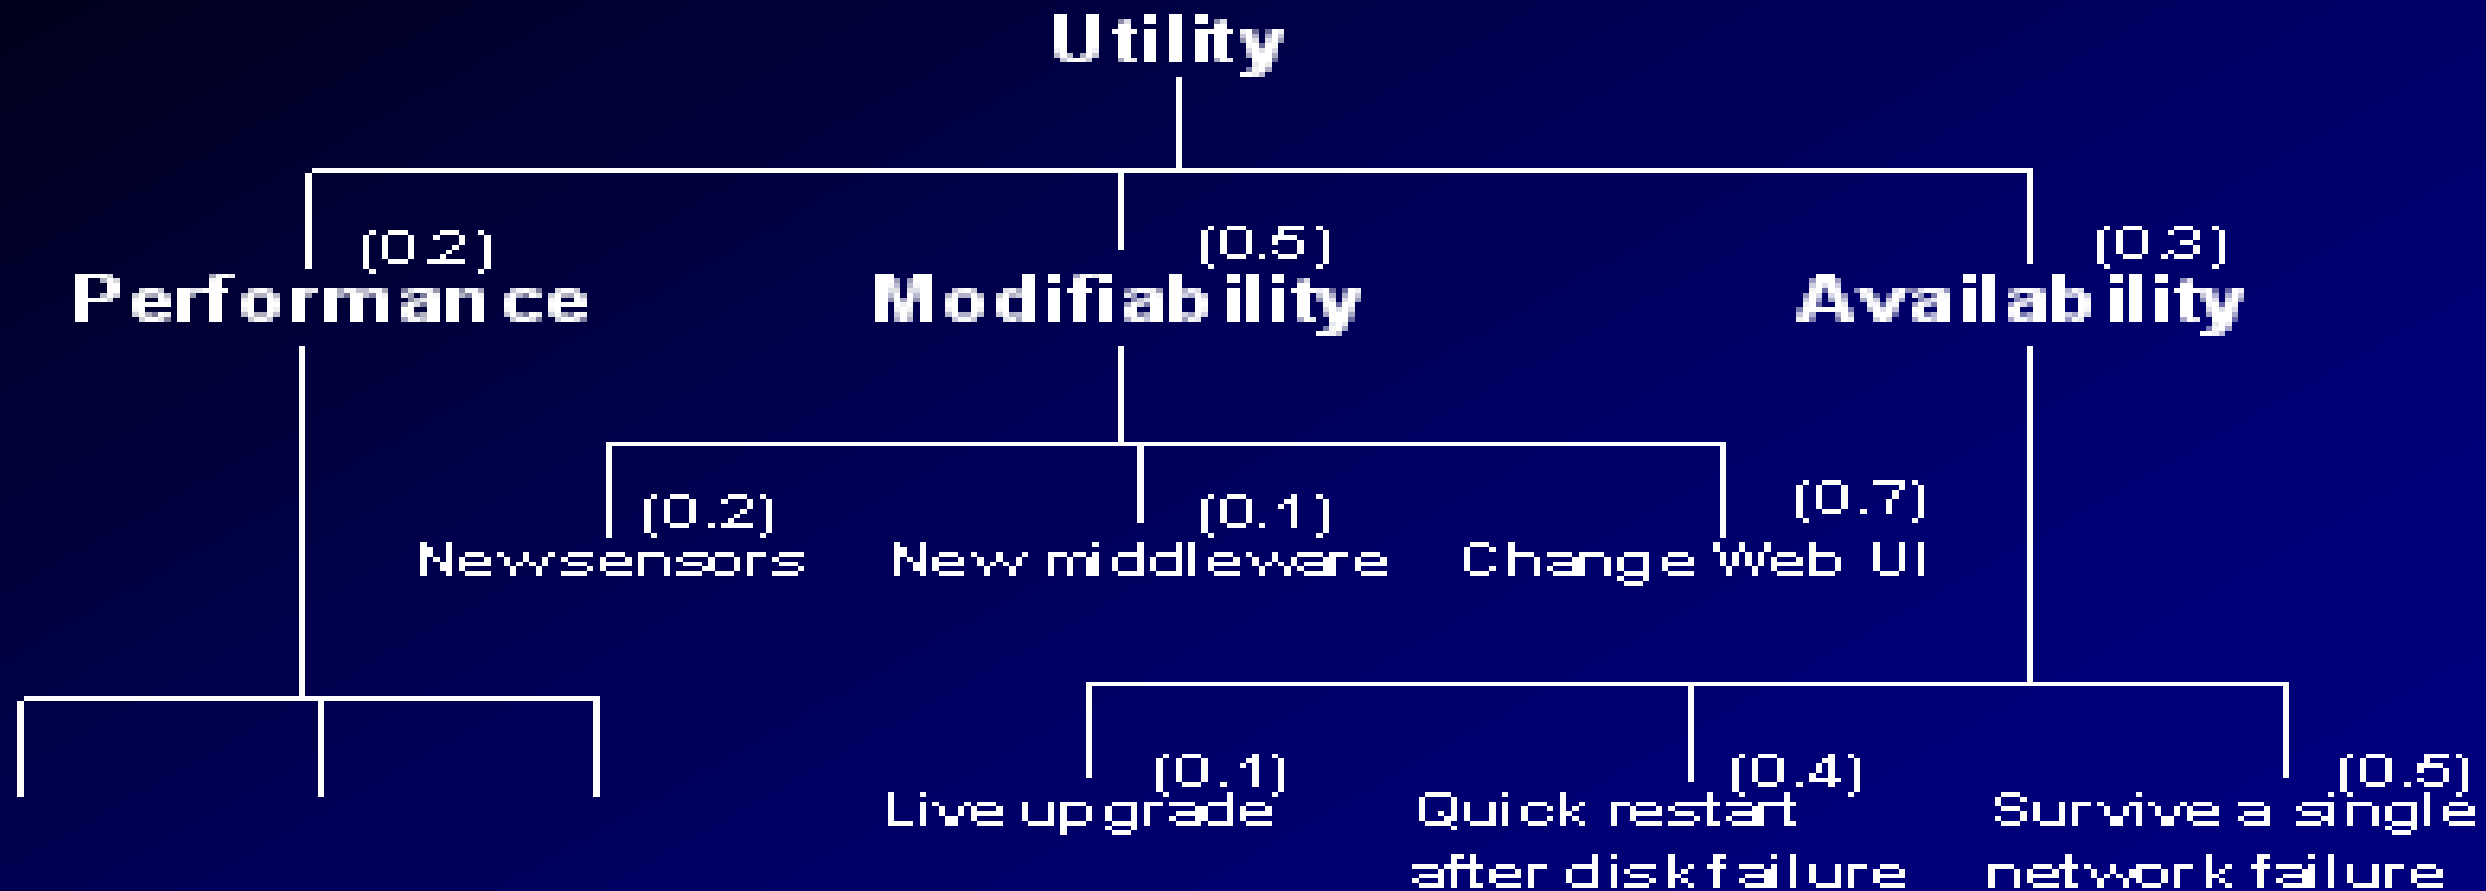 Utility
(0.2)
Performance
(0.5)
Modifiability
(0.3)
Availability
(0.2)
New sensors
(0.1)
New middleware
(0.7)
Change Web UI
(0.1)
Live upgrade
(0.4)
Quick restart
after disk failure
(0.5)
Survive a single
network failure